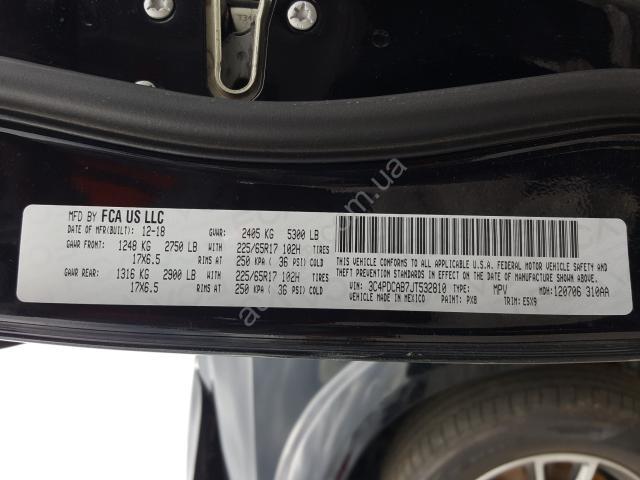 T34
MFD BY FCA US LLC
DATE OF MFR(BUILT): 12-18 GVWR: 2405 KG 5300 LB
GAWR FRONT: 1248 KG 2750 LB WITH 225/65R17 102H TIRES
17X6.5 RIMS AT 250 KPA ( 36 PSI) COLD
GAWR REAR: 1316 KG 2900 LB WITH 225/65R17 102H TIRES
17X6.5 RIMS AT 250 KPA ( 36 PSI) COLD
THIS VEHICLE CONFORMS TO ALL APPLICABLE U.S.A. FEDERAL MOTOR VEHICLE
SAFETY, BUMPER, AND THEFT PREVENTION STANDARDS IN EFFECT ON
THE DATE OF MANUFACTURE SHOWN ABOVE
VIN: 3C4PDCAB7JT532810 TYPE: MPV MDH: 120706 310AA
VEHICLE MADE IN MEXICO PAINT: PX8 TRIM: ESX9